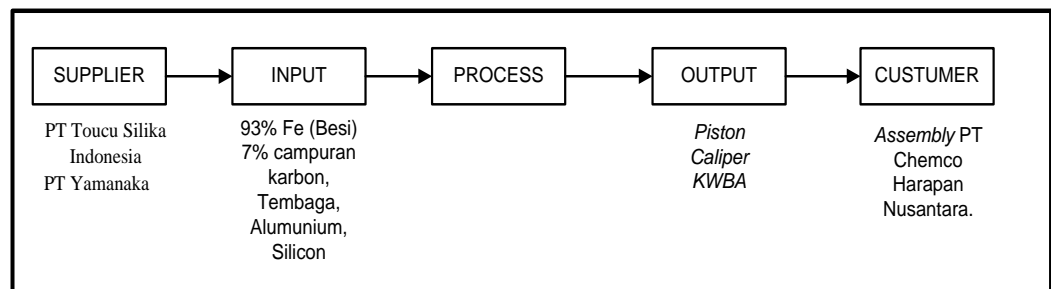 SUPPLIER
INPUT
PROCESS
OUTPUT
CUSTUMER
PT Toucu Silika
Indonesia
PT Yamanaka
93% Fe (Besi)
7% campuran
karbon,
Tembaga,
Alumunium,
Silicon
Piston
Caliper
KWBA
Assembly PT
Chemco
Harapan
Nusantara.